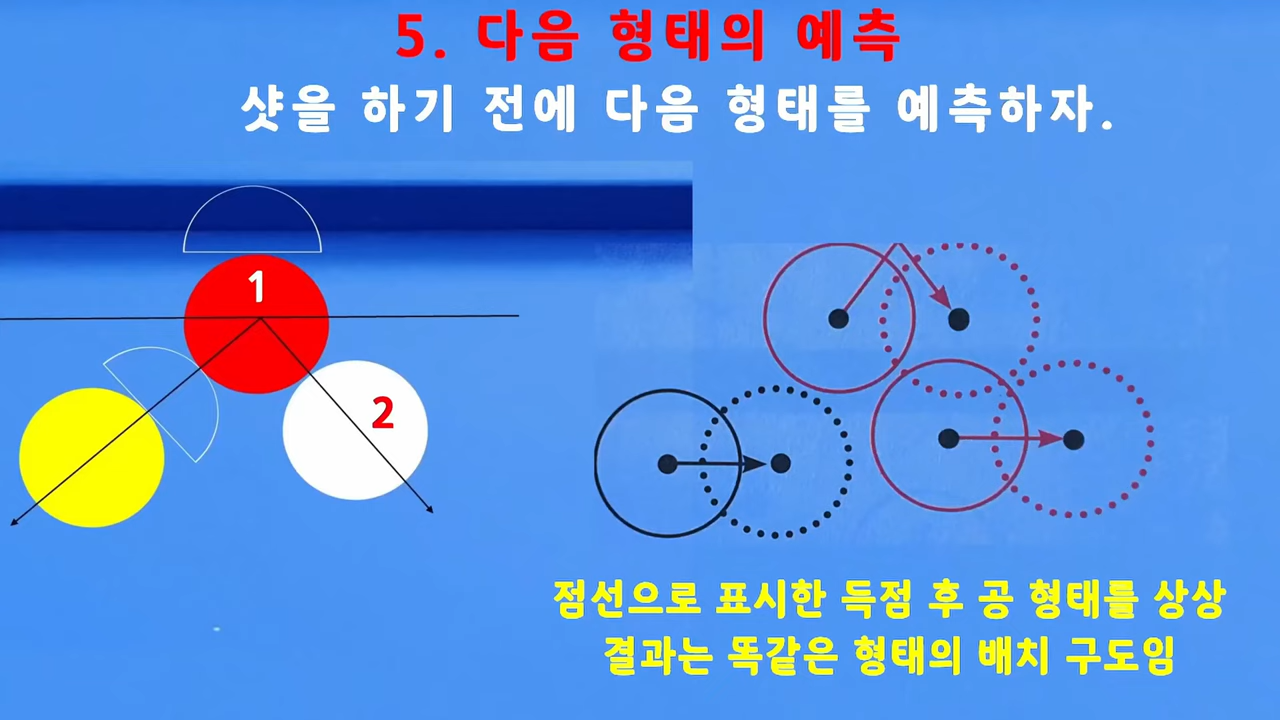 5. 다음 형태의 예측
샷을 하기 전에 다음 형태를 예측하자.
1
2
점선으로 표시한 득점 후 공 형태를 상상
결과는 똑같은 형태의 배치 구도임